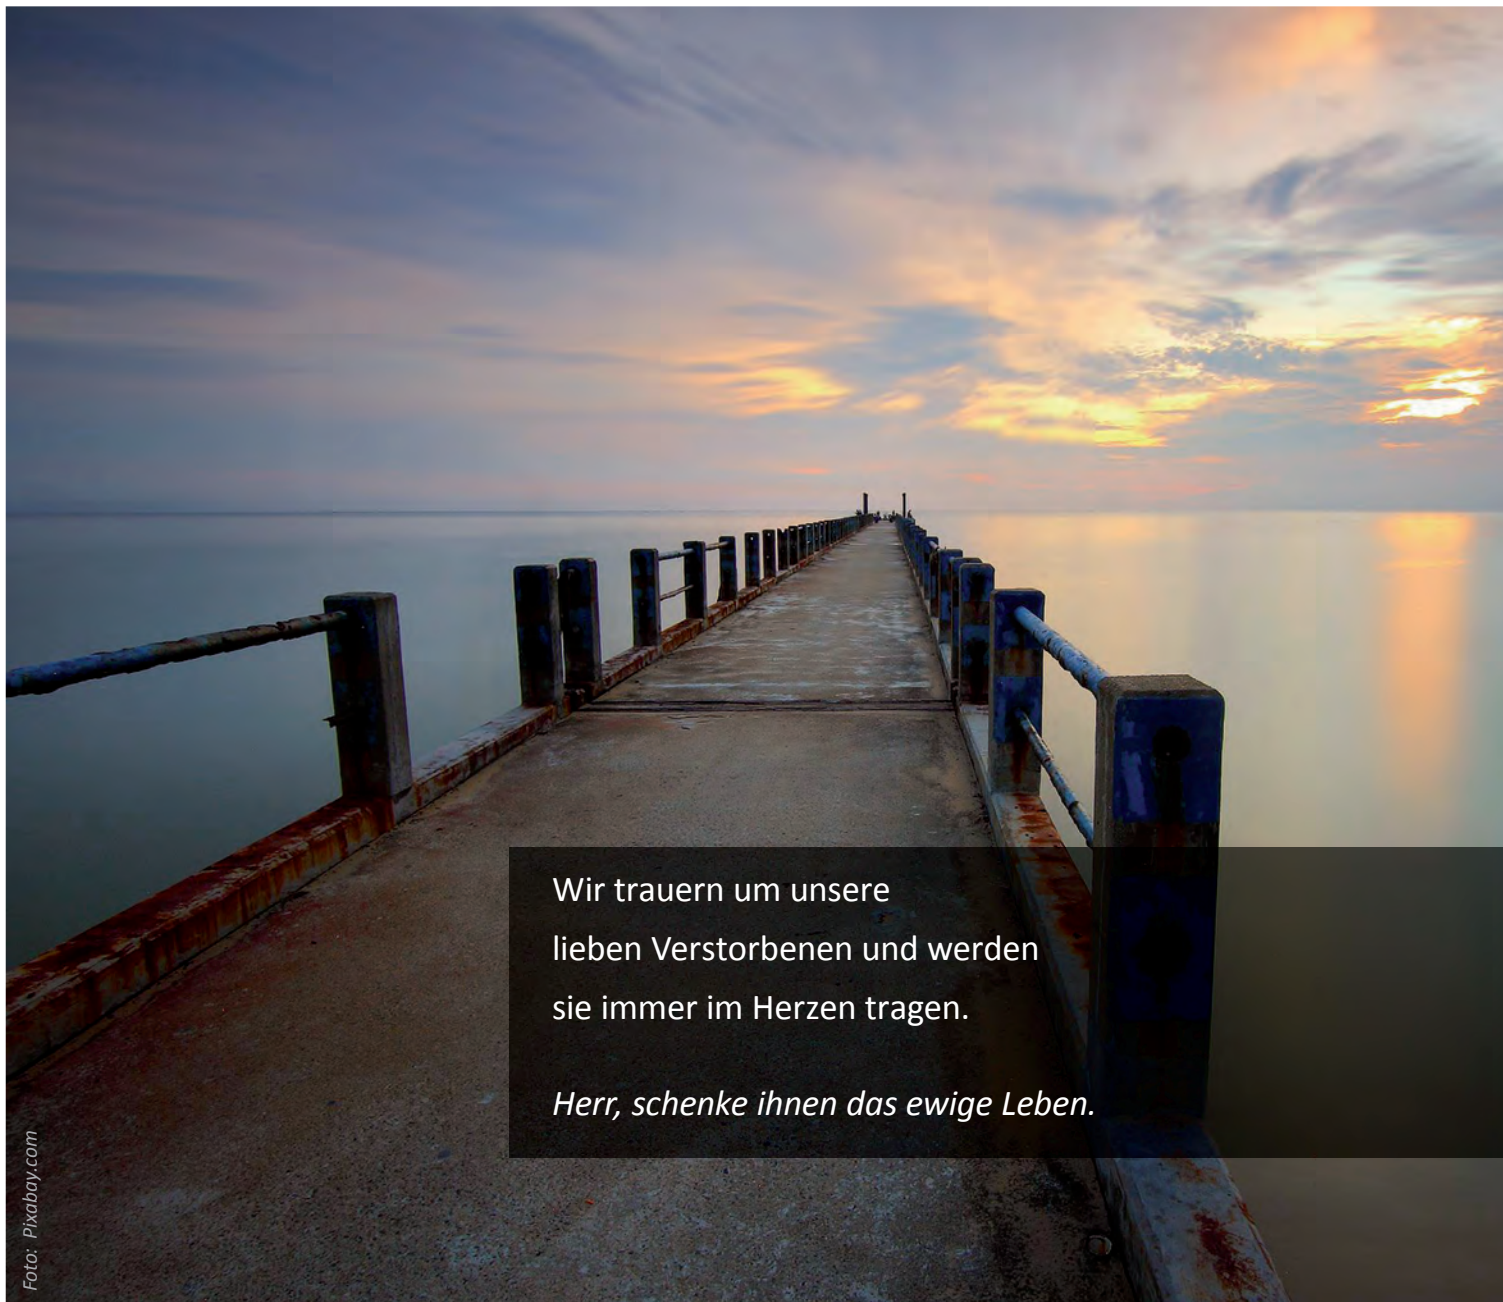 Wir trauern um unsere
lieben Verstorbenen und werden
sie immer im Herzen tragen.
Herr, schenke ihnen das ewige Leben.
Foto: Pixabay.com